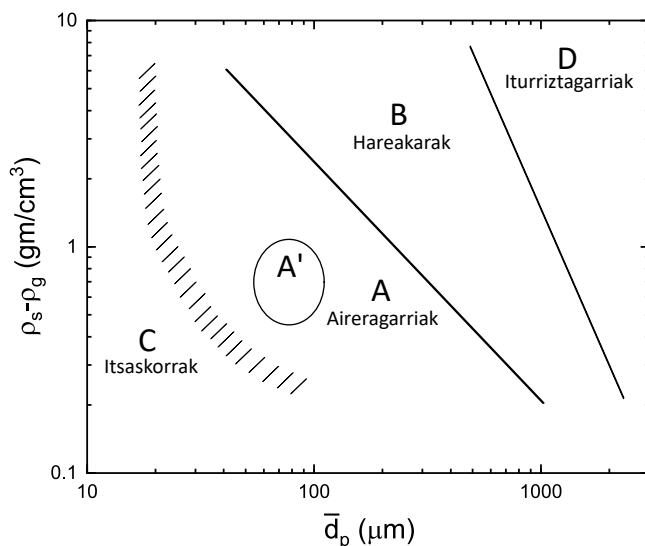 10
D
Iturriztagarriak
B
Hareakarak
1
A'
A
Aireragarriak
C
Itsaskorrak
0.1
10 100 1000
ρs-ρg (gm/cm³)
d̅p (μm)